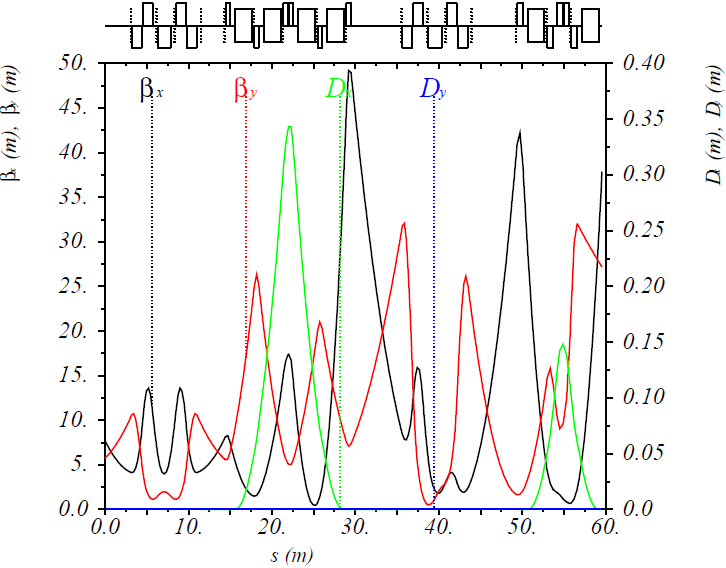 βx βy Dx Dy
50. 0.40
45.
40. 0.35
35. 0.30
30. 0.25
25.
20. 0.20
15. 0.15
10. 0.10
5. 0.05
0.0 0.0
0.0 10. 20. 30. 40. 50. 60.
s (m)
βx (m), βy (m)
Dx (m), Dy (m)